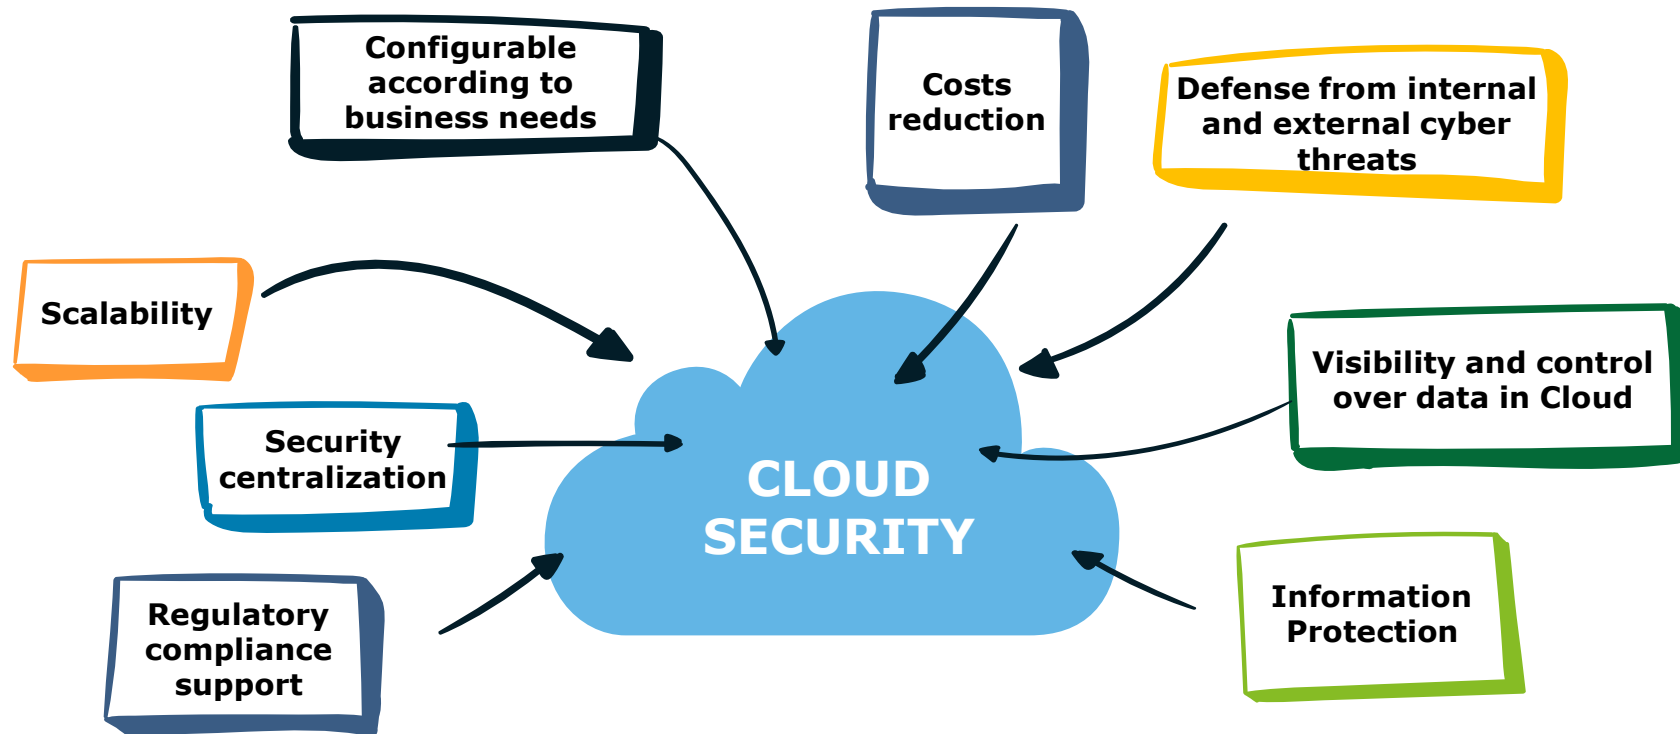 Configurable
according to
business needs
Costs
reduction
Defense from internal
and external cyber
threats
Scalability
Visibility and control
over data in Cloud
Security
centralization
CLOUD
SECURITY
Regulatory
compliance
support
Information
Protection